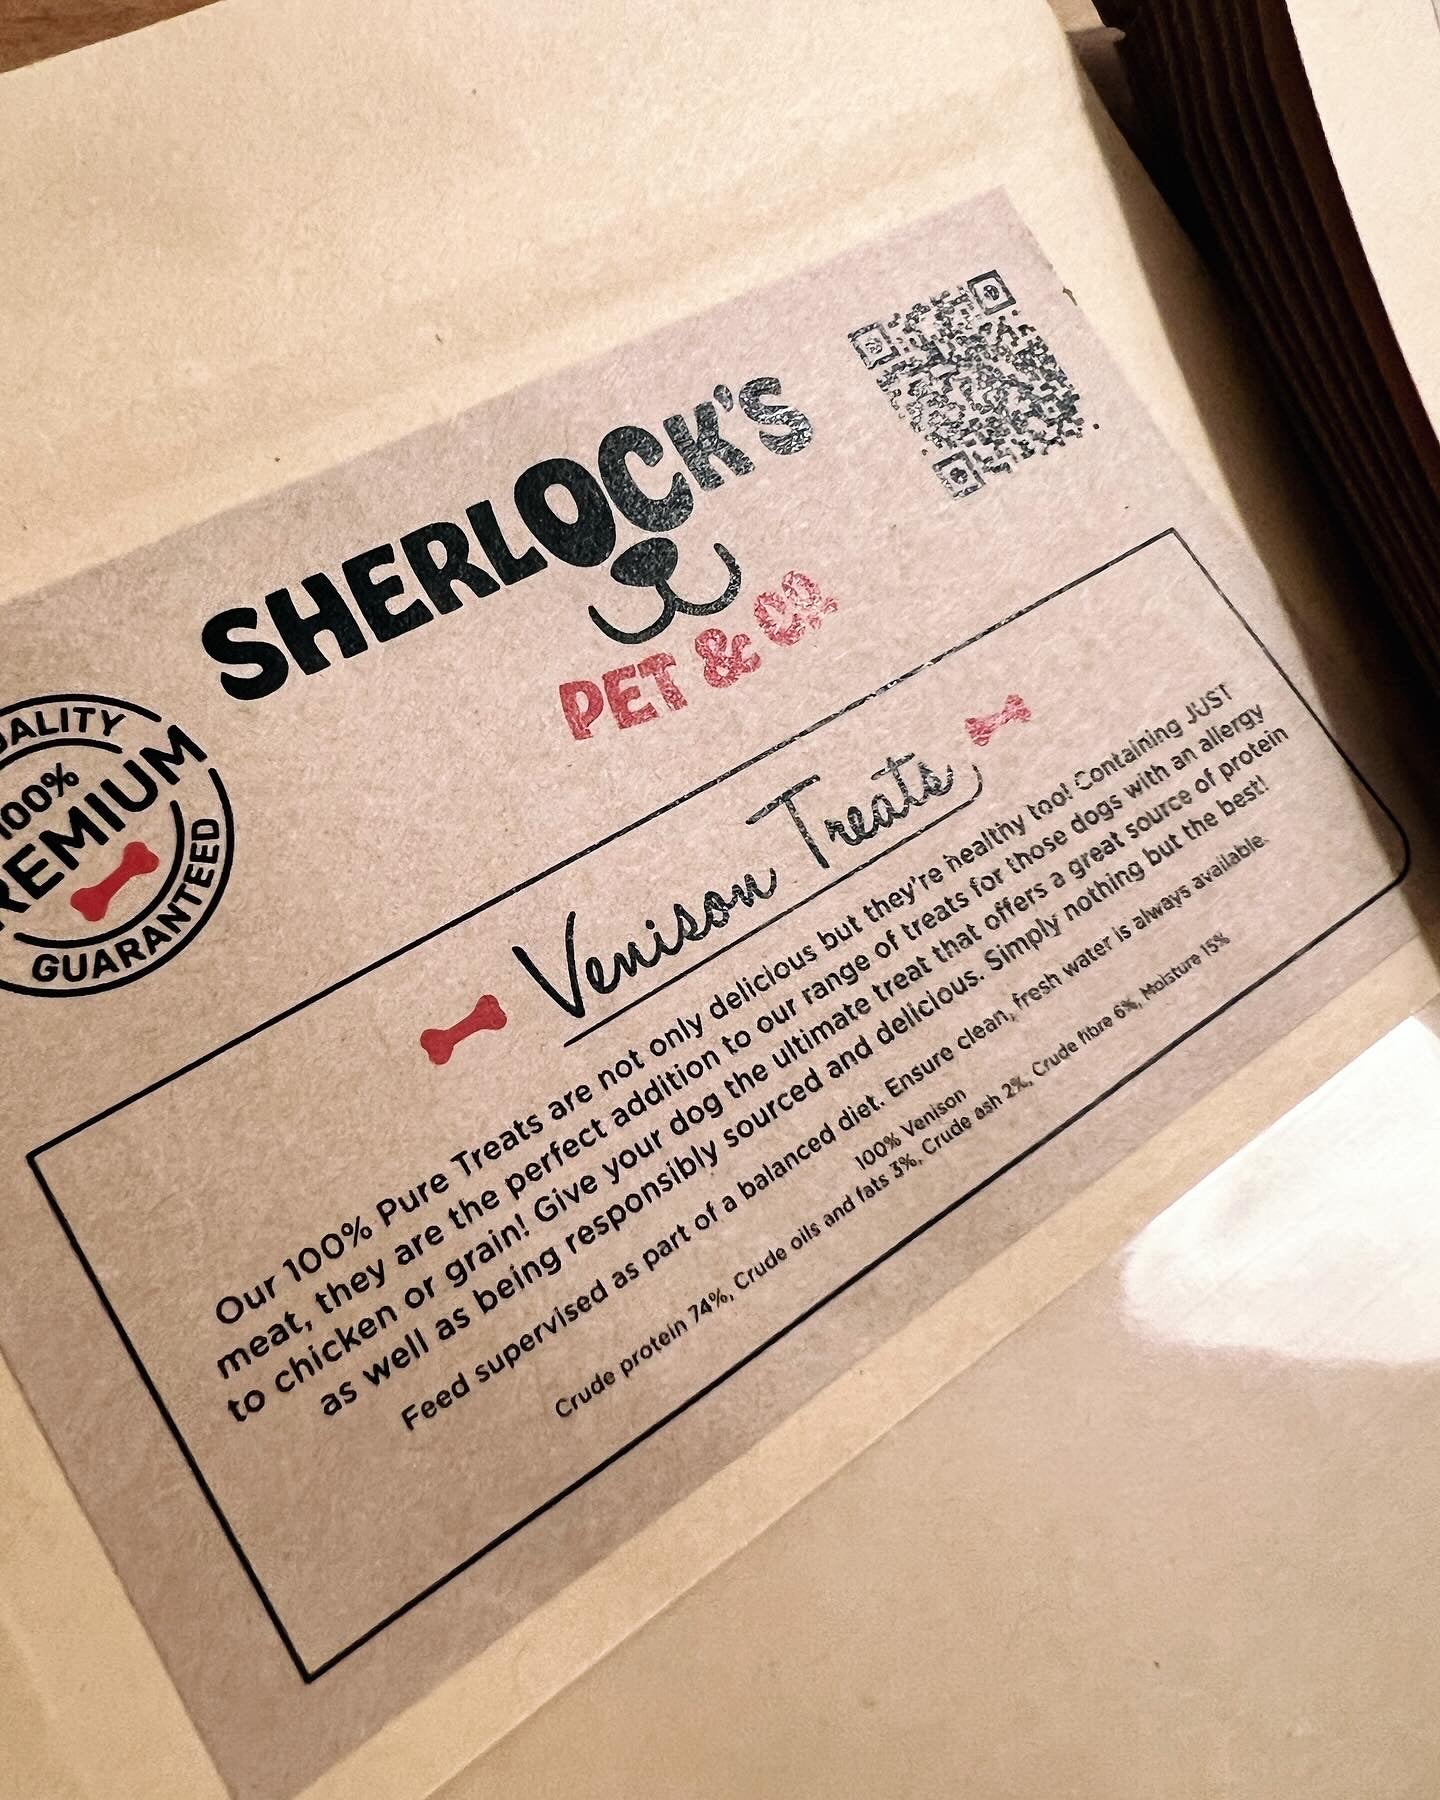 SHERLOCK'S
PET & CO.
100%
PREMIUM
GUARANTEED
Venison Treats
Our 100% Pure Treats are not only delicious but they're healthy too! Containing JUST
meat, they are the perfect addition to our range of treats for those dogs with an allergy
to chicken or grain! Give your dog the ultimate treat that offers a great source of protein
as well as being responsibly sourced and delicious. Simply nothing but the best!
Feed supervised as part of a balanced diet. Ensure clean, fresh water is always available.
100% Venison
Crude protein 74%, Crude oils and fats 3%, Crude ash 2%, Crude fibre 6%, Moisture 15%